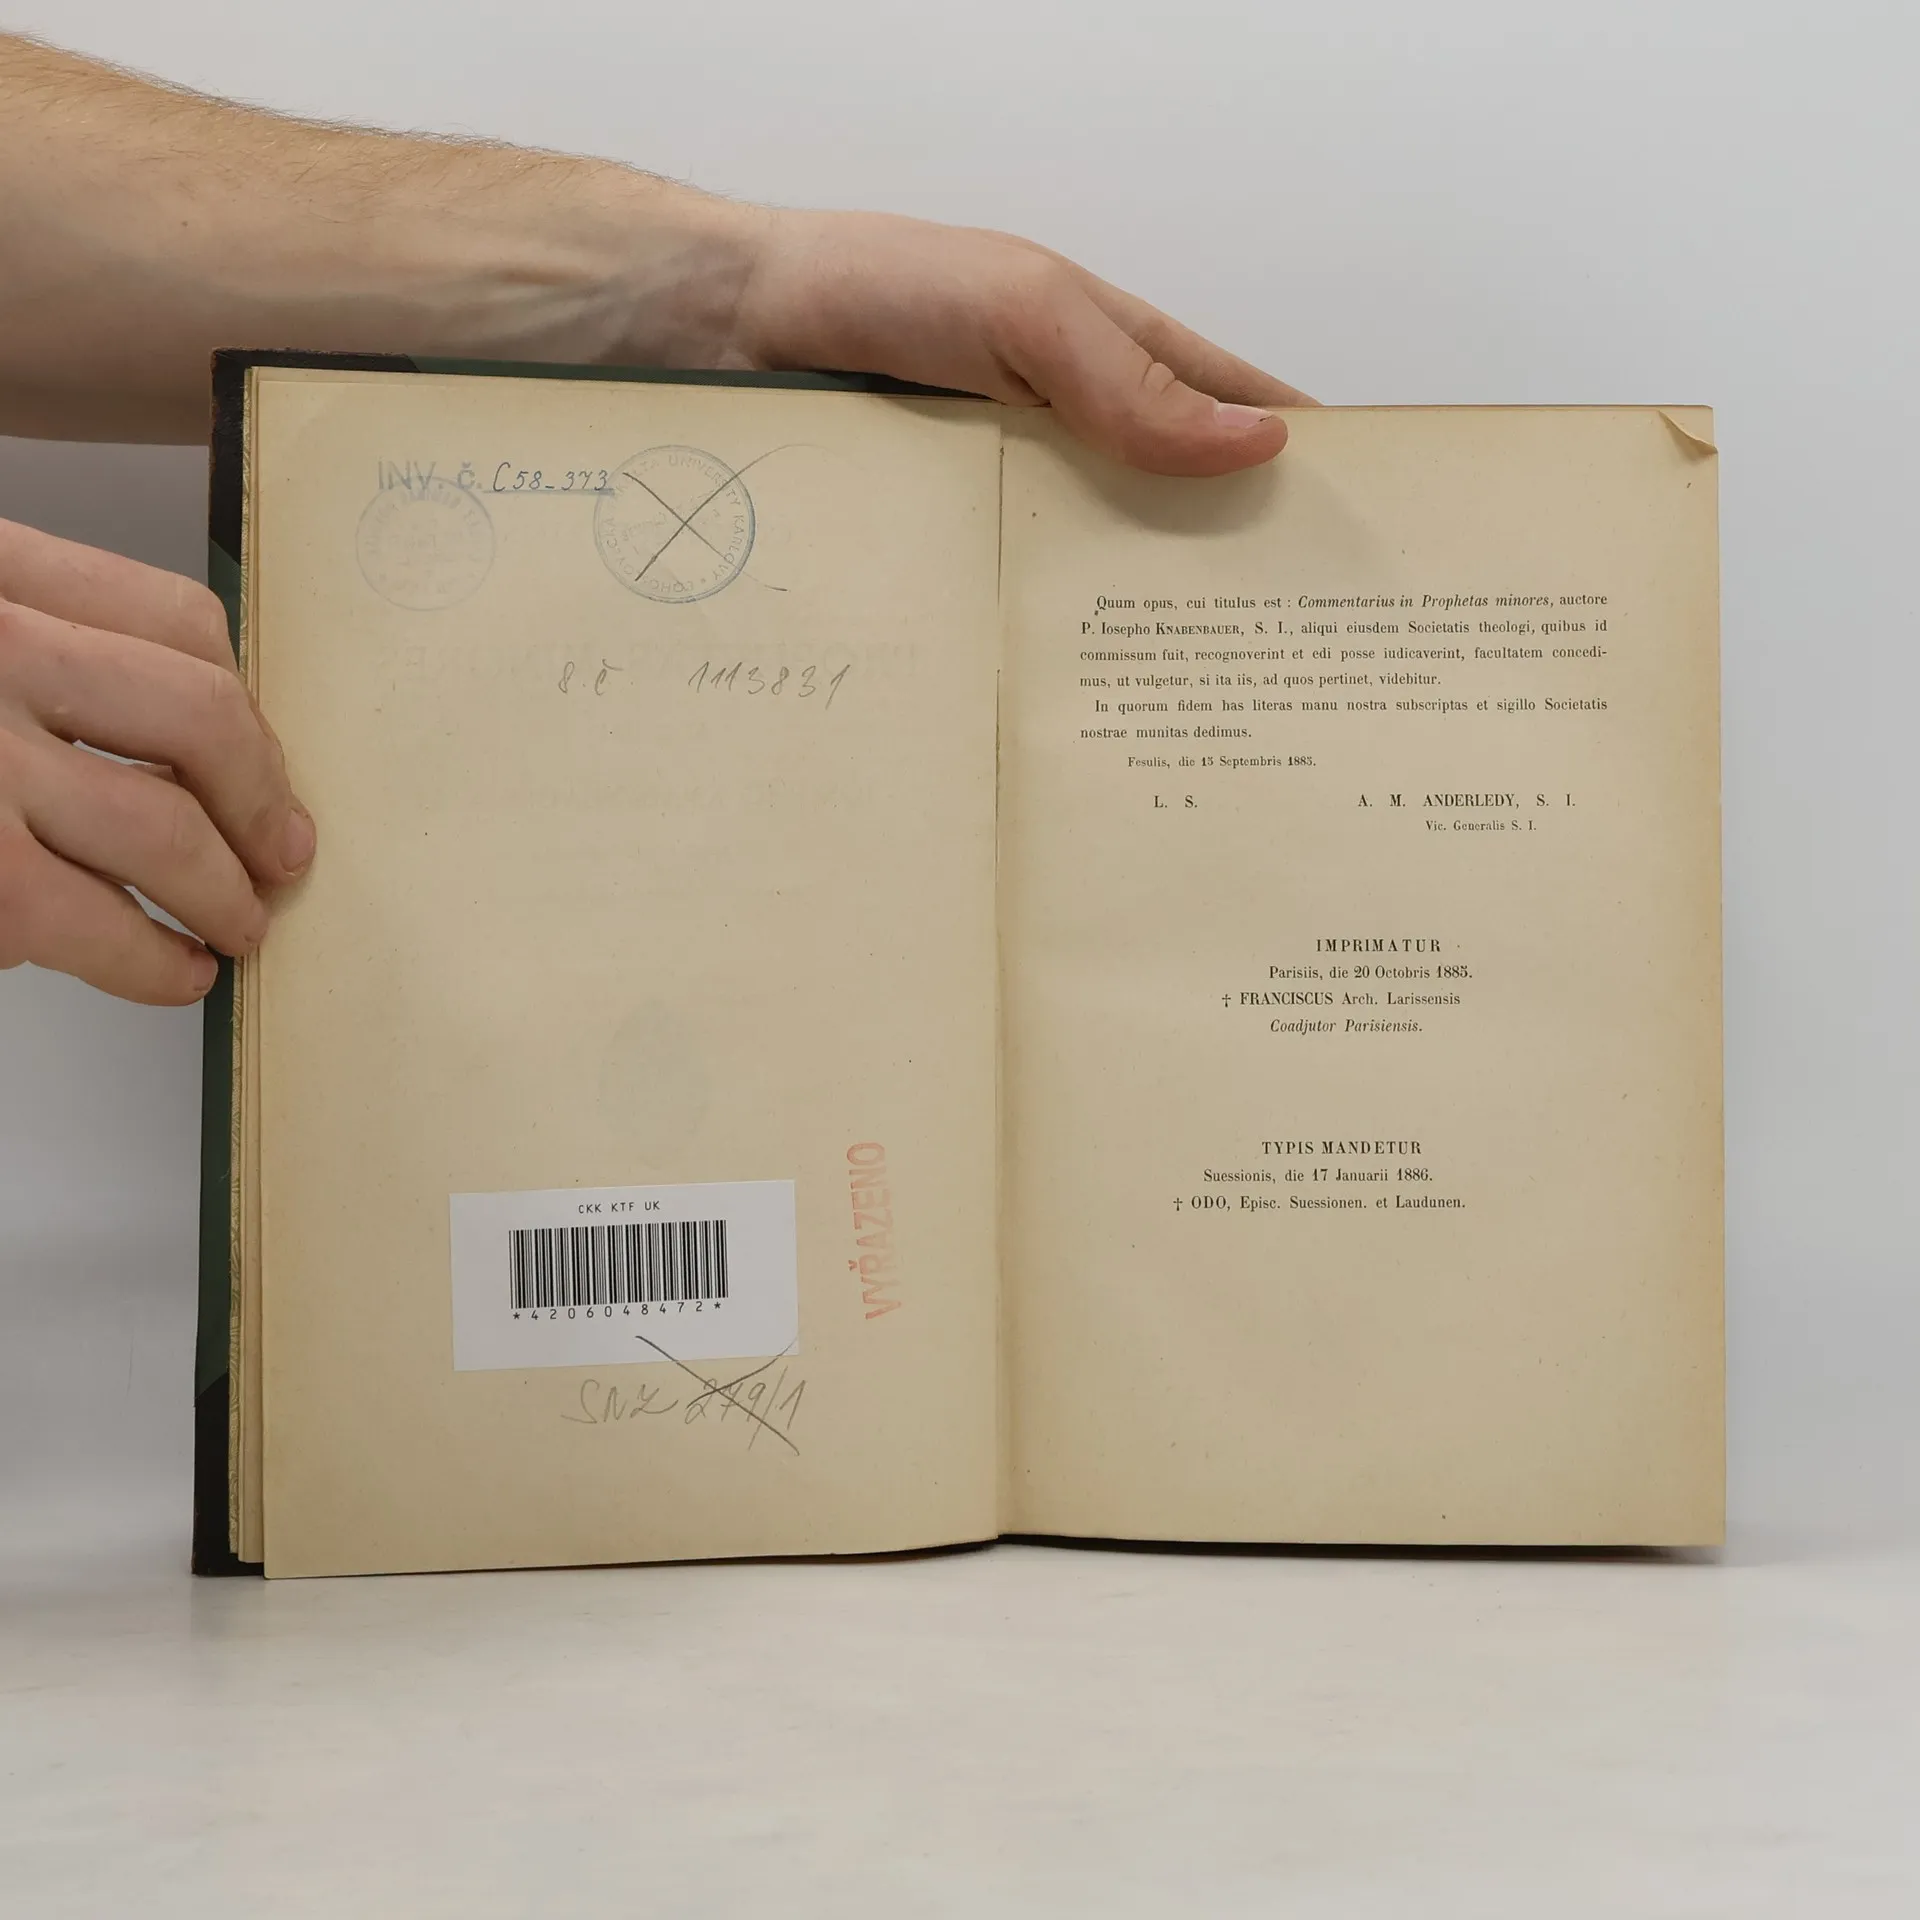 INV. č. C58-373
UNIVERSITY KARLOVY
8.č. 1113831
CKK KTF UK
*4206048472*
VYŘAZENO
SNZ 279/1
Quum opus, cui titulus est : Commentarius in Prophetas minores, auctore
P. Iosepho KNABENBAUER, S. I., aliqui eiusdem Societatis theologi, quibus id
commissum fuit, recognoverint et edi posse iudicaverint, facultatem concedi-
mus, ut vulgetur, si ita iis, ad quos pertinet, videbitur.
In quorum fidem has literas manu nostra subscriptas et sigillo Societatis
nostrae munitas dedimus.
Fesulis, die 15 Septembris 1885.
L. S. A. M. ANDERLEDY, S. I.
Vic. Generalis S. I.
IMPRIMATUR
Parisiis, die 20 Octobris 1885.
† FRANCISCUS Arch. Larissensis
Coadjutor Parisiensis.
TYPIS MANDETUR
Suessionis, die 17 Januarii 1886.
† ODO, Episc. Suessionen. et Laudunen.